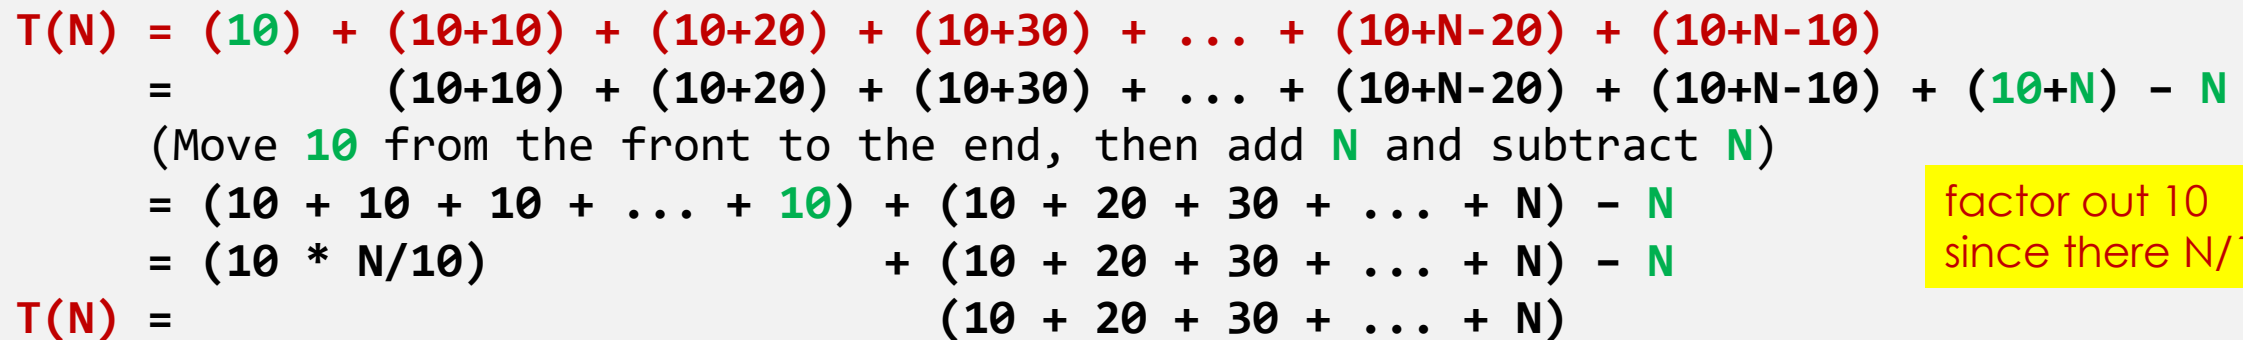 T(N) = (10) + (10+10) + (10+20) + (10+30) + ... + (10+N-20) + (10+N-10)
= (10+10) + (10+20) + (10+30) + ... + (10+N-20) + (10+N-10) + (10+N) – N
(Move 10 from the front to the end, then add N and subtract N)
= (10 + 10 + 10 + ... + 10) + (10 + 20 + 30 + ... + N) – N
= (10 * N/10) + (10 + 20 + 30 + ... + N) – N
T(N) = (10 + 20 + 30 + ... + N)
factor out 10
since there